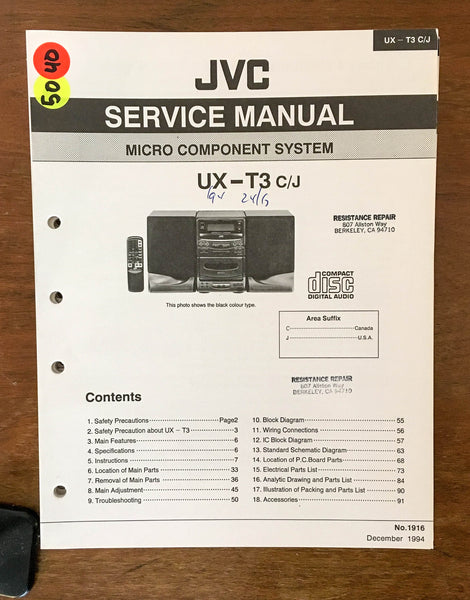 UX – T3 C/J
5040
JVC
SERVICE MANUAL
MICRO COMPONENT SYSTEM
UX–T3 C/J
RESISTANCE REPAIR
807 Allston Way
BERKELEY, CA 94710
COMPACT
disc
DIGITAL AUDIO
This photo shows the black colour type.
Area Suffix
C Canada
J U.S.A.
RESISTANCE REPAIR
807 Allston Way
BERKELEY, CA 94710
Contents
1. Safety Precautions Page2
2. Safety Precaution about UX – T3 3
3. Main Features 6
4. Specifications 6
5. Instructions 7
6. Location of Main Parts 33
7. Removal of Main Parts 36
8. Main Adjustment 45
9. Troubleshooting 50
10. Block Diagram 55
11. Wiring Connections 56
12. IC Block Diagram 57
13. Standard Schematic Diagram 63
14. Location of P.C.Board Parts 68
15. Electrical Parts List 73
16. Analytic Drawing and Parts List 84
17. Illustration of Packing and Parts List 90
18. Accessories 91
No.1916
December 1994